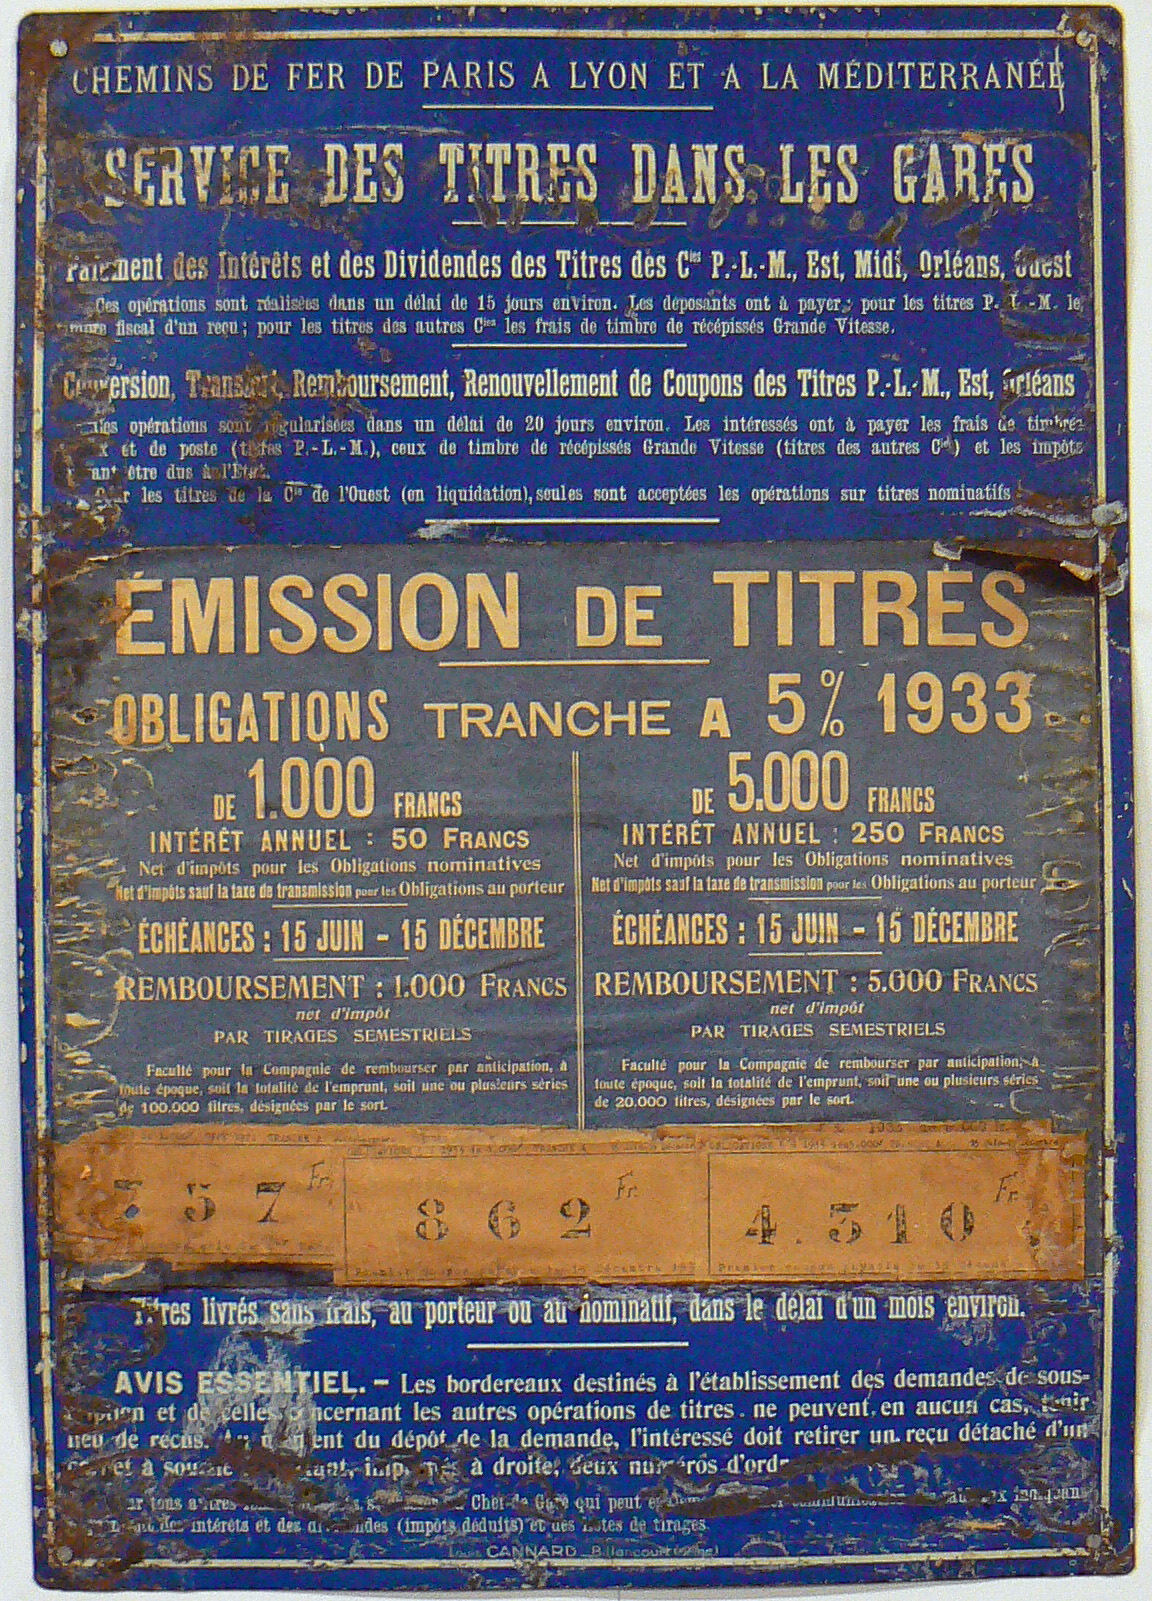 CHEMINS DE FER DE PARIS A LYON ET A LA MÉDITERRANÉE
SERVICE DES TITRES DANS LES GARES
Paiement des Intérêts et des Dividendes des Titres des Cies P.-L.-M., Est, Midi, Orléans, Ouest
Ces opérations sont réalisées dans un délai de 15 jours environ. Les déposants ont à payer, pour les titres P. L.-M. le
timbre fiscal d'un reçu; pour les titres des autres Cies les frais de timbre de récépissés Grande Vitesse.
Conversion, Transfert, Remboursement, Renouvellement de Coupons des Titres P.-L.-M., Est, Orléans
opérations sont régularisées dans un délai de 20 jours environ. Les intéressés ont à payer les frais de timbre
et de poste (titres P.-L.-M.), ceux de timbre de récépissés Grande Vitesse (titres des autres Cies) et les impôts
être dus à l'Etat.
Pour les titres de la Cie de l'Ouest (en liquidation), seules sont acceptées les opérations sur titres nominatifs
ÉMISSION DE TITRES
OBLIGATIONS TRANCHE A 5% 1933
DE 1.000 FRANCS
INTÉRÊT ANNUEL : 50 FRANCS
Net d'impôts pour les Obligations nominatives
Net d'impôts sauf la taxe de transmission pour les Obligations au porteur
ÉCHÉANCES : 15 JUIN - 15 DÉCEMBRE
REMBOURSEMENT : 1.000 FRANCS
net d'impôt
PAR TIRAGES SEMESTRIELS
Faculté pour la Compagnie de rembourser par anticipation, à
toute époque, soit la totalité de l'emprunt, soit une ou plusieurs séries
de 100.000 titres, désignées par le sort.
DE 5.000 FRANCS
INTÉRÊT ANNUEL : 250 FRANCS
Net d'impôts pour les Obligations nominatives
Net d'impôts sauf la taxe de transmission pour les Obligations au porteur
ÉCHÉANCES : 15 JUIN - 15 DÉCEMBRE
REMBOURSEMENT : 5.000 FRANCS
net d'impôt
PAR TIRAGES SEMESTRIELS
Faculté pour la Compagnie de rembourser par anticipation, à
toute époque, soit la totalité de l'emprunt, soit une ou plusieurs séries
de 20.000 titres, désignées par le sort.
57 Fr.
862 Fr.
4.310 Fr.
Titres livrés sans frais, au porteur ou au nominatif, dans le délai d'un mois environ.
AVIS ESSENTIEL. - Les bordereaux destinés à l'établissement des demandes de sous-
cription et de celles concernant les autres opérations de titres. ne peuvent, en aucun cas, tenir
lieu de reçus. Au moment du dépôt de la demande, l'intéressé doit retirer un reçu détaché d'un
carnet à souche imprimés à droite, deux numéros d'ordre
tous autres Chef de Gare qui peut
intérêts et des dividendes (impôts déduits) et des listes de tirages
CANNARD